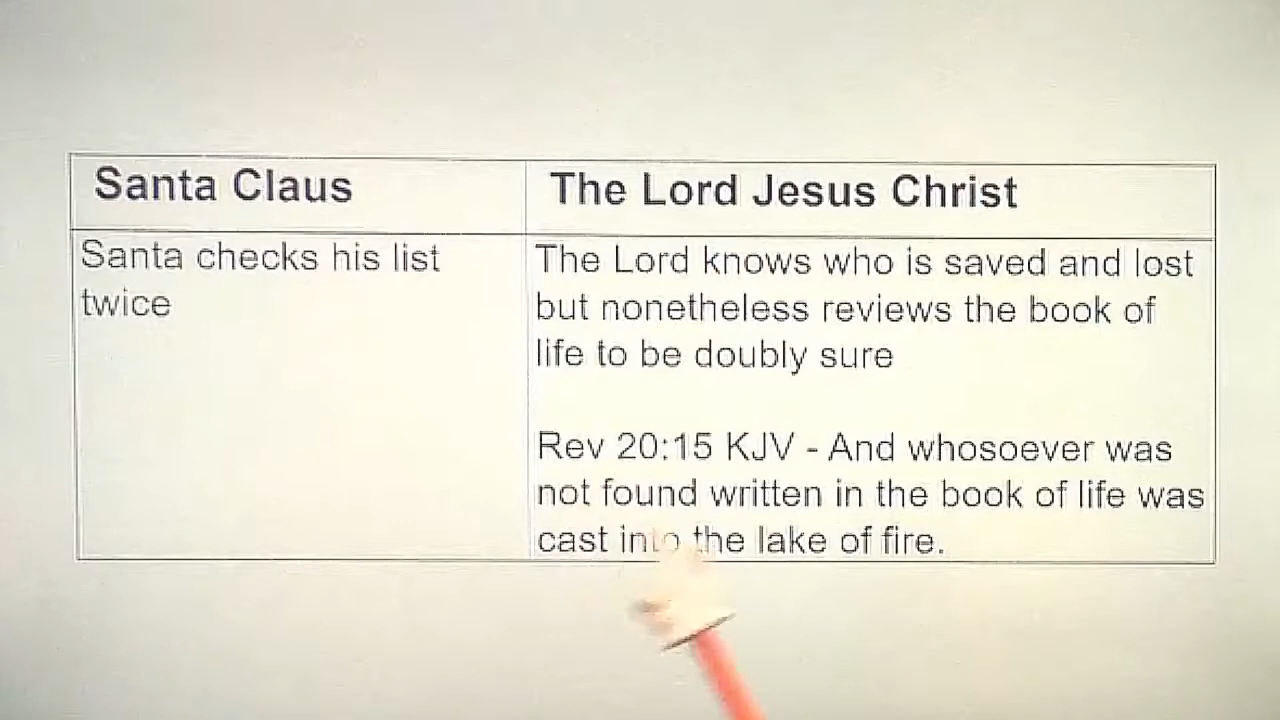 Santa Claus
The Lord Jesus Christ
Santa checks his list
twice
The Lord knows who is saved and lost
but nonetheless reviews the book of
life to be doubly sure
Rev 20:15 KJV - And whosoever was
not found written in the book of life was
cast into the lake of fire.